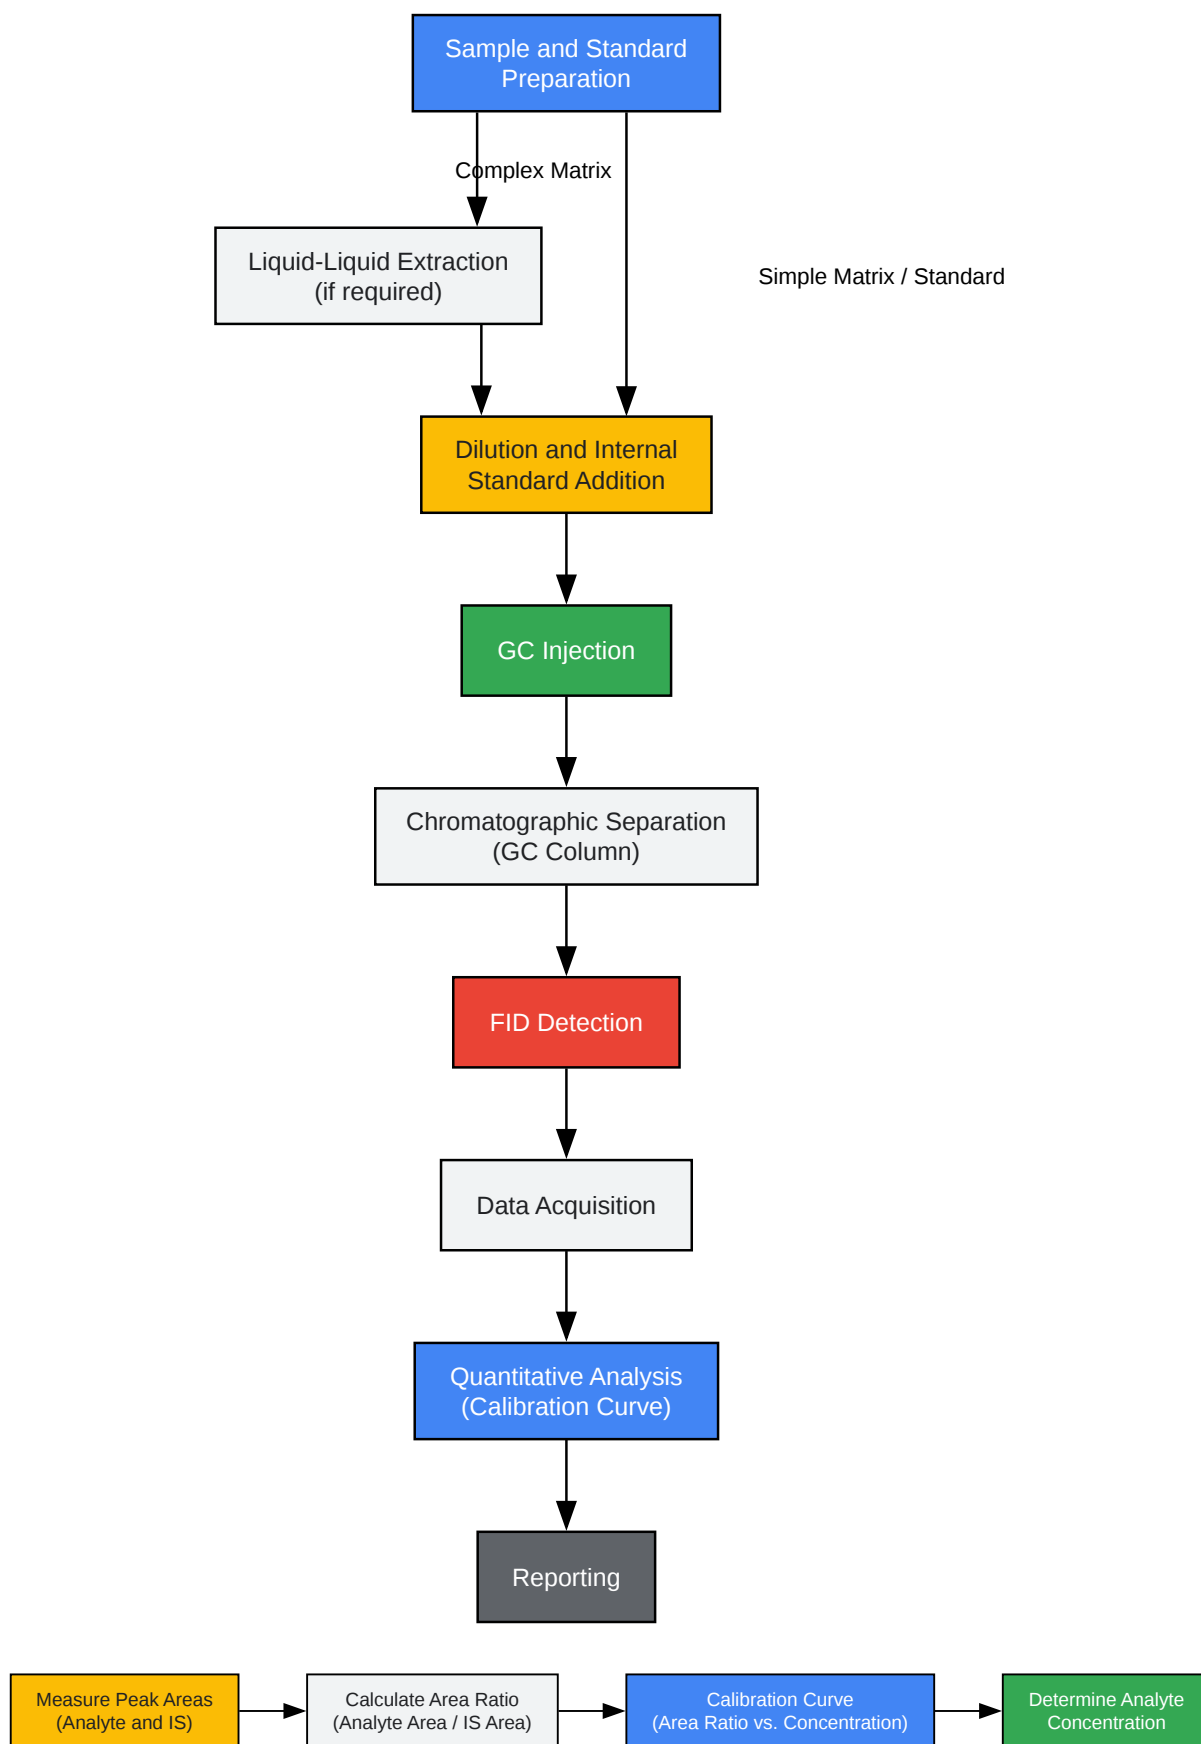 Sample and Standard
Preparation
Complex Matrix
Liquid-Liquid Extraction
(if required)
Simple Matrix / Standard
Dilution and Internal
Standard Addition
GC Injection
Chromatographic Separation
(GC Column)
FID Detection
Data Acquisition
Quantitative Analysis
(Calibration Curve)
Reporting
Measure Peak Areas
(Analyte and IS)
Calculate Area Ratio
(Analyte Area / IS Area)
Calibration Curve
(Area Ratio vs. Concentration)
Determine Analyte
Concentration